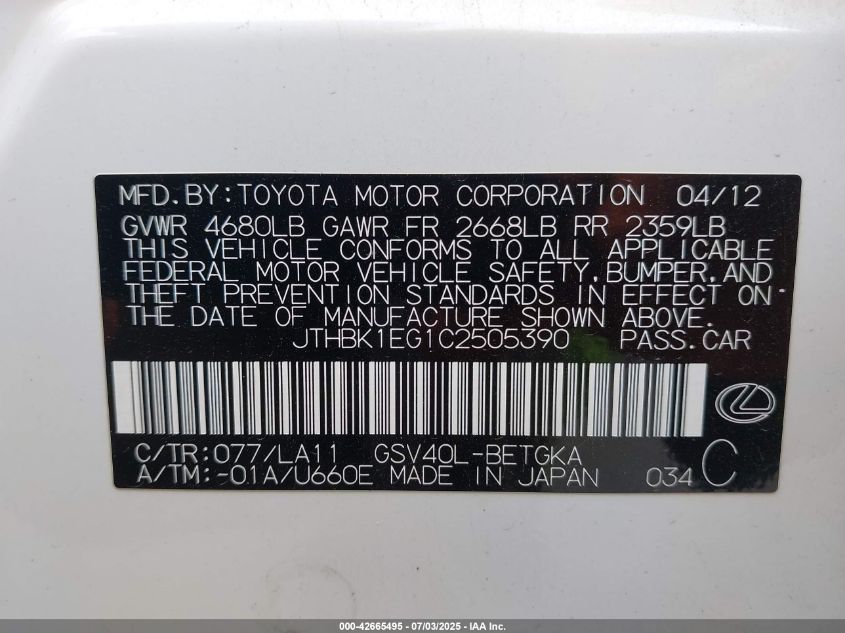 MFD.BY:TOYOTA MOTOR CORPORATION 04/12
GVWR 4680LB GAWR FR 2668LB RR 2359LB
THIS VEHICLE CONFORMS TO ALL APPLICABLE
FEDERAL MOTOR VEHICLE SAFETY,BUMPER,AND
THEFT PREVENTION STANDARDS IN EFFECT ON
THE DATE OF MANUFACTURE SHOWN ABOVE.
JTHBK1EG1C2505390 PASS.CAR
C/TR:077/LA11 GSV40L-BETGKA
A/TM:-01A/U660E MADE IN JAPAN 034 C
000-42665495 - 07/03/2025 - IAA Inc.